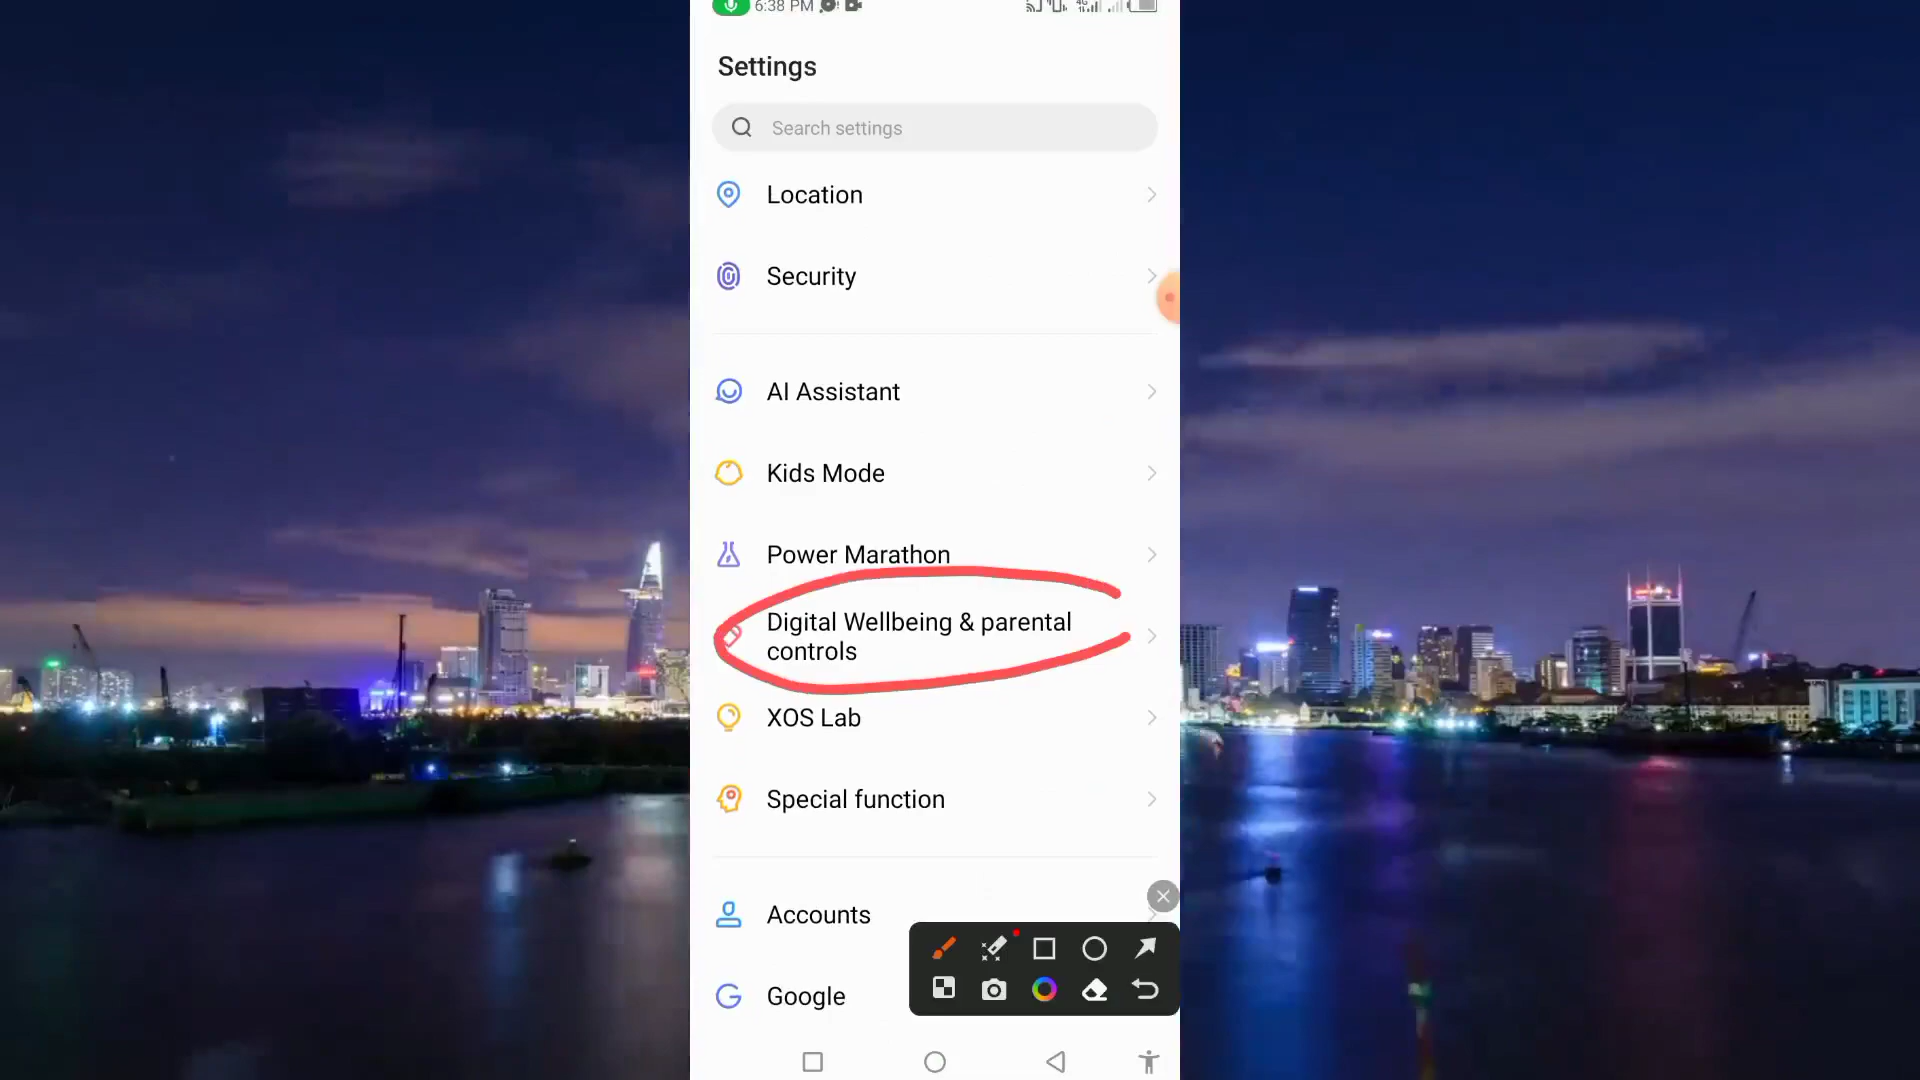 6:38 PM
Settings
Search settings
Location
Security
AI Assistant
Kids Mode
Power Marathon
Digital Wellbeing & parental
controls
XOS Lab
Special function
Accounts
Google